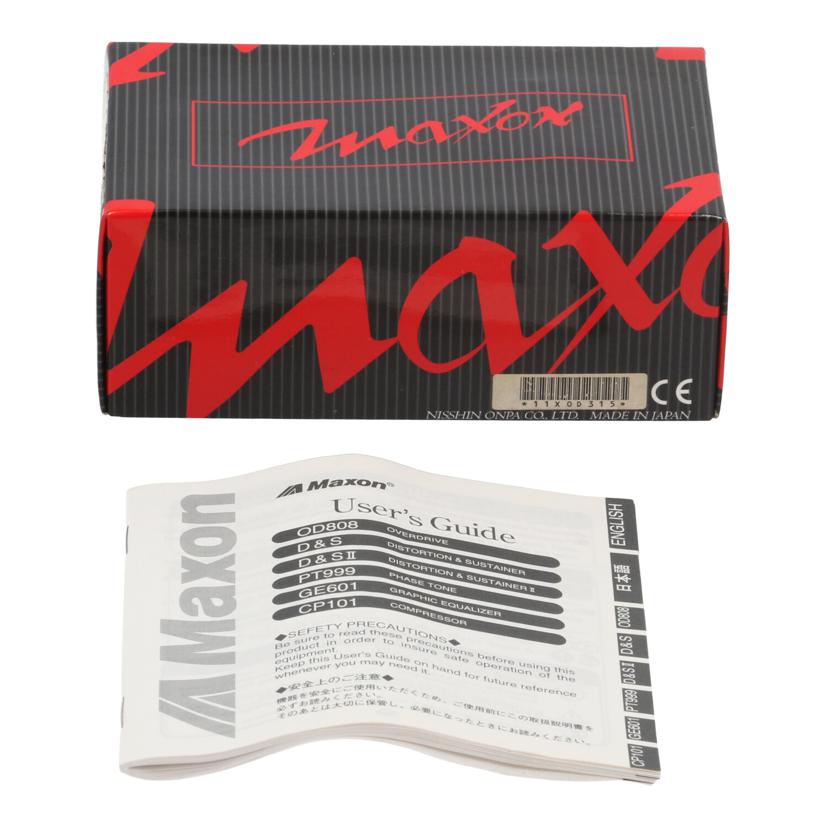 maxon
maxo
*11XOD315*
CE
NISSHIN ONPA CO., LTD. MADE IN JAPAN
Maxon
Maxon®
User's Guide
OD808 OVERDRIVE
D&S DISTORTION & SUSTAINER
D&SⅡ DISTORTION & SUSTAINER Ⅱ
PT999 PHASE TONE
GE601 GRAPHIC EQUALIZER
CP101 COMPRESSOR
◆SEFETY PRECAUTIONS◆
Be sure to read these precautions before using this
product in order to insure safe operation of the
equipment.
Keep this User's Guide on hand for future reference
whenever you may need it.
◆安全上のご注意◆
機器を安全にご使用いただくため、ご使用前にこの取扱説明書を
必ずお読みください。
そのあとは大切に保管し、必要になったときにお読みください。
ENGLISH
日本語
OD808
D&S
D&SⅡ
PT999
GE601
CP101